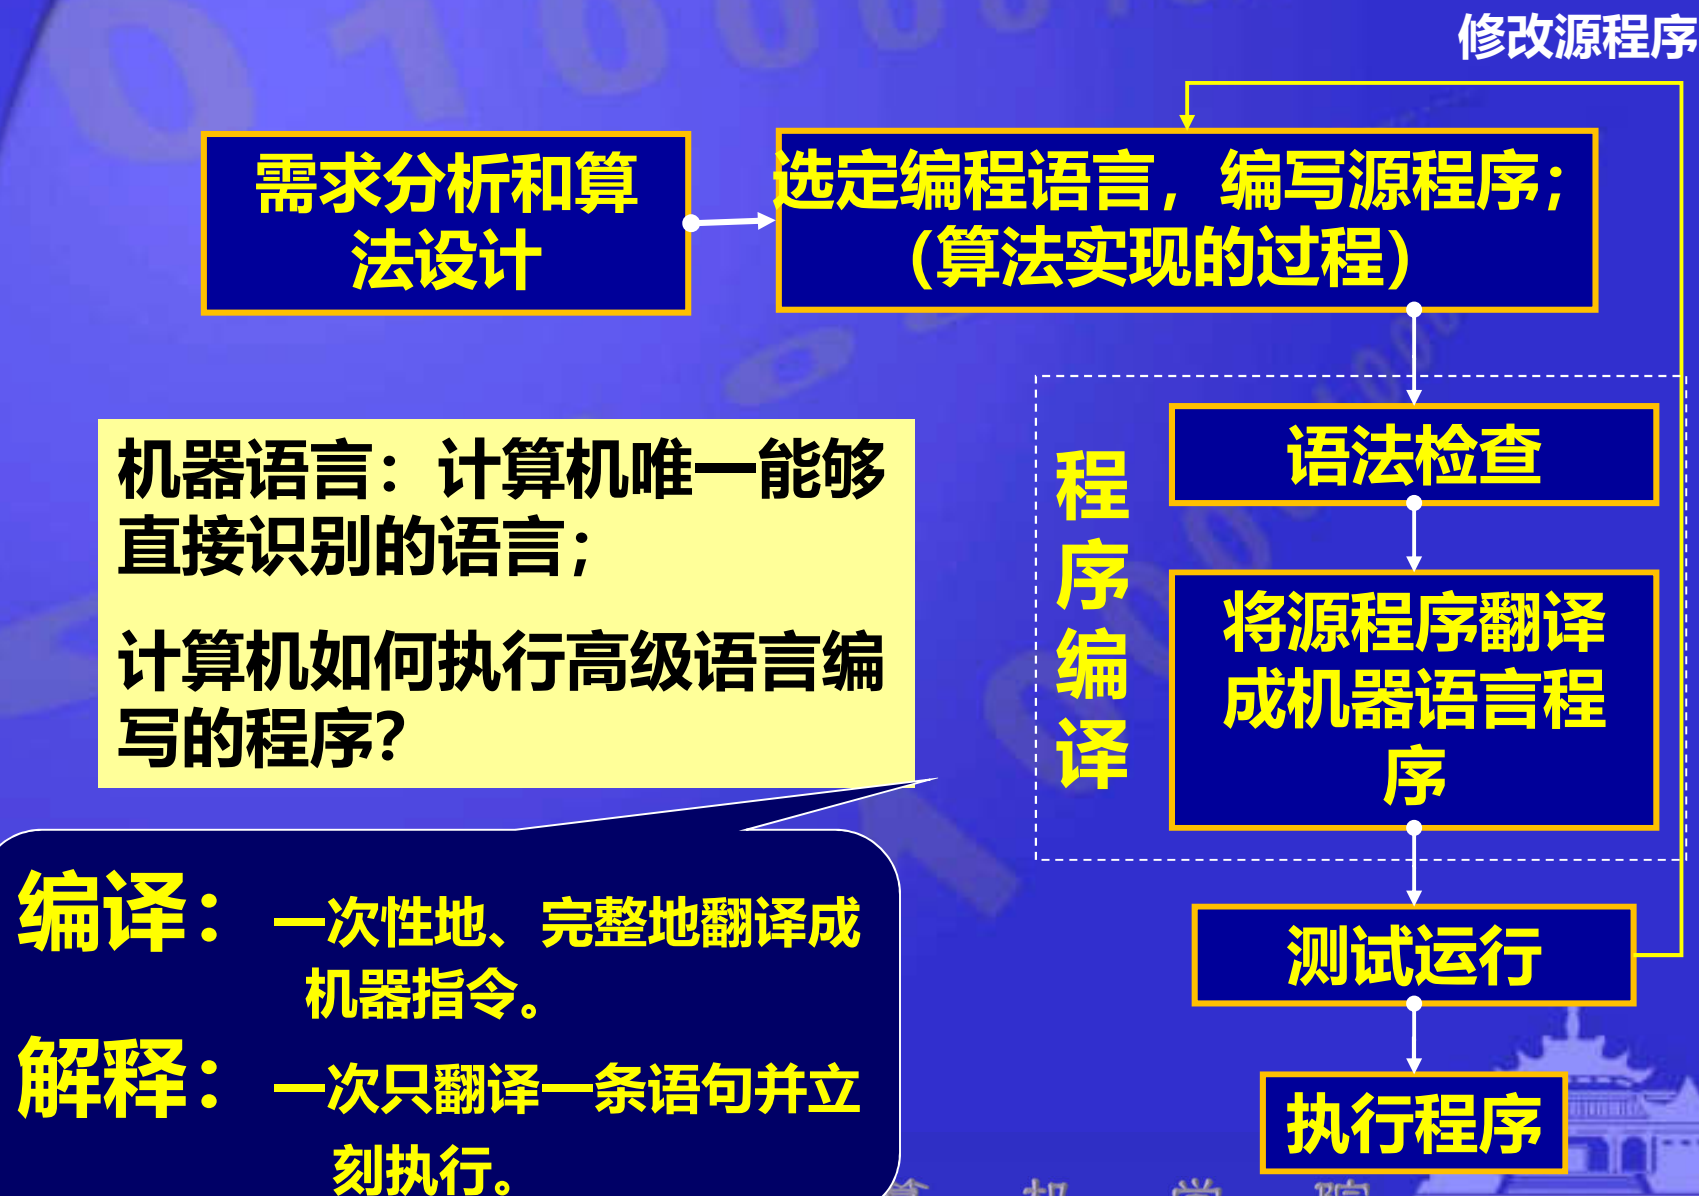 修改源程序
需求分析和算
法设计
选定编程语言，编写源程序；
（算法实现的过程）
机器语言：计算机唯一能够
直接识别的语言；
计算机如何执行高级语言编
写的程序？
程
序
编
译
语法检查
将源程序翻译
成机器语言程
序
测试运行
执行程序
编译：一次性地、完整地翻译成
机器指令。
解释：一次只翻译一条语句并立
刻执行。